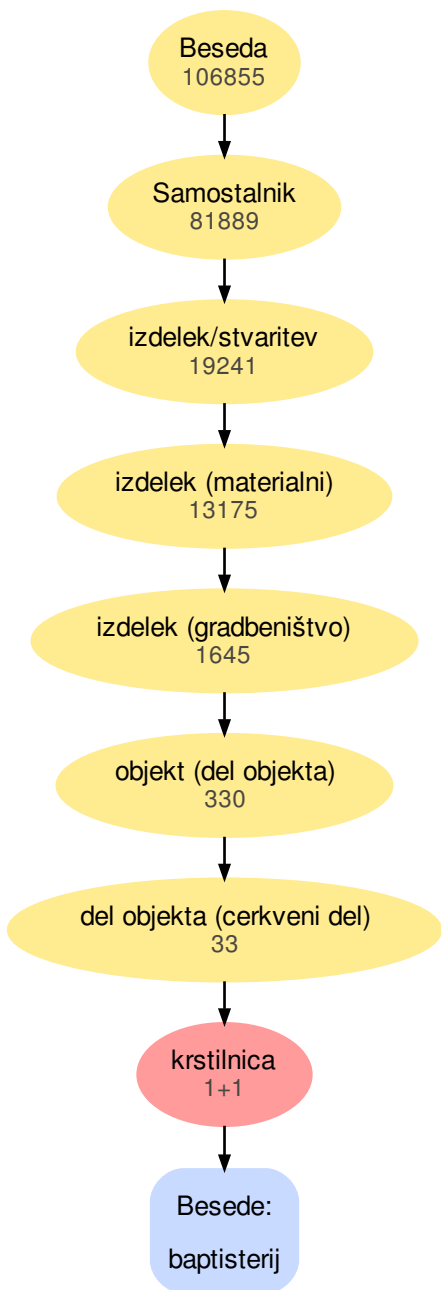 Beseda
106855
Samostalnik
81889
izdelek/stvaritev
19241
izdelek (materialni)
13175
izdelek (gradbeništvo)
1645
objekt (del objekta)
330
del objekta (cerkveni del)
33
krstilnica
1+1
Besede:
baptisterij